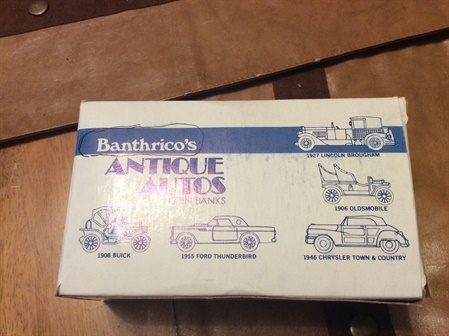 Banthrico's
ANTIQUE
AUTOS
COIN BANKS
1927 LINCOLN BROUGHAM
1906 OLDSMOBILE
1908 BUICK
1955 FORD THUNDERBIRD
1946 CHRYSLER TOWN & COUNTRY